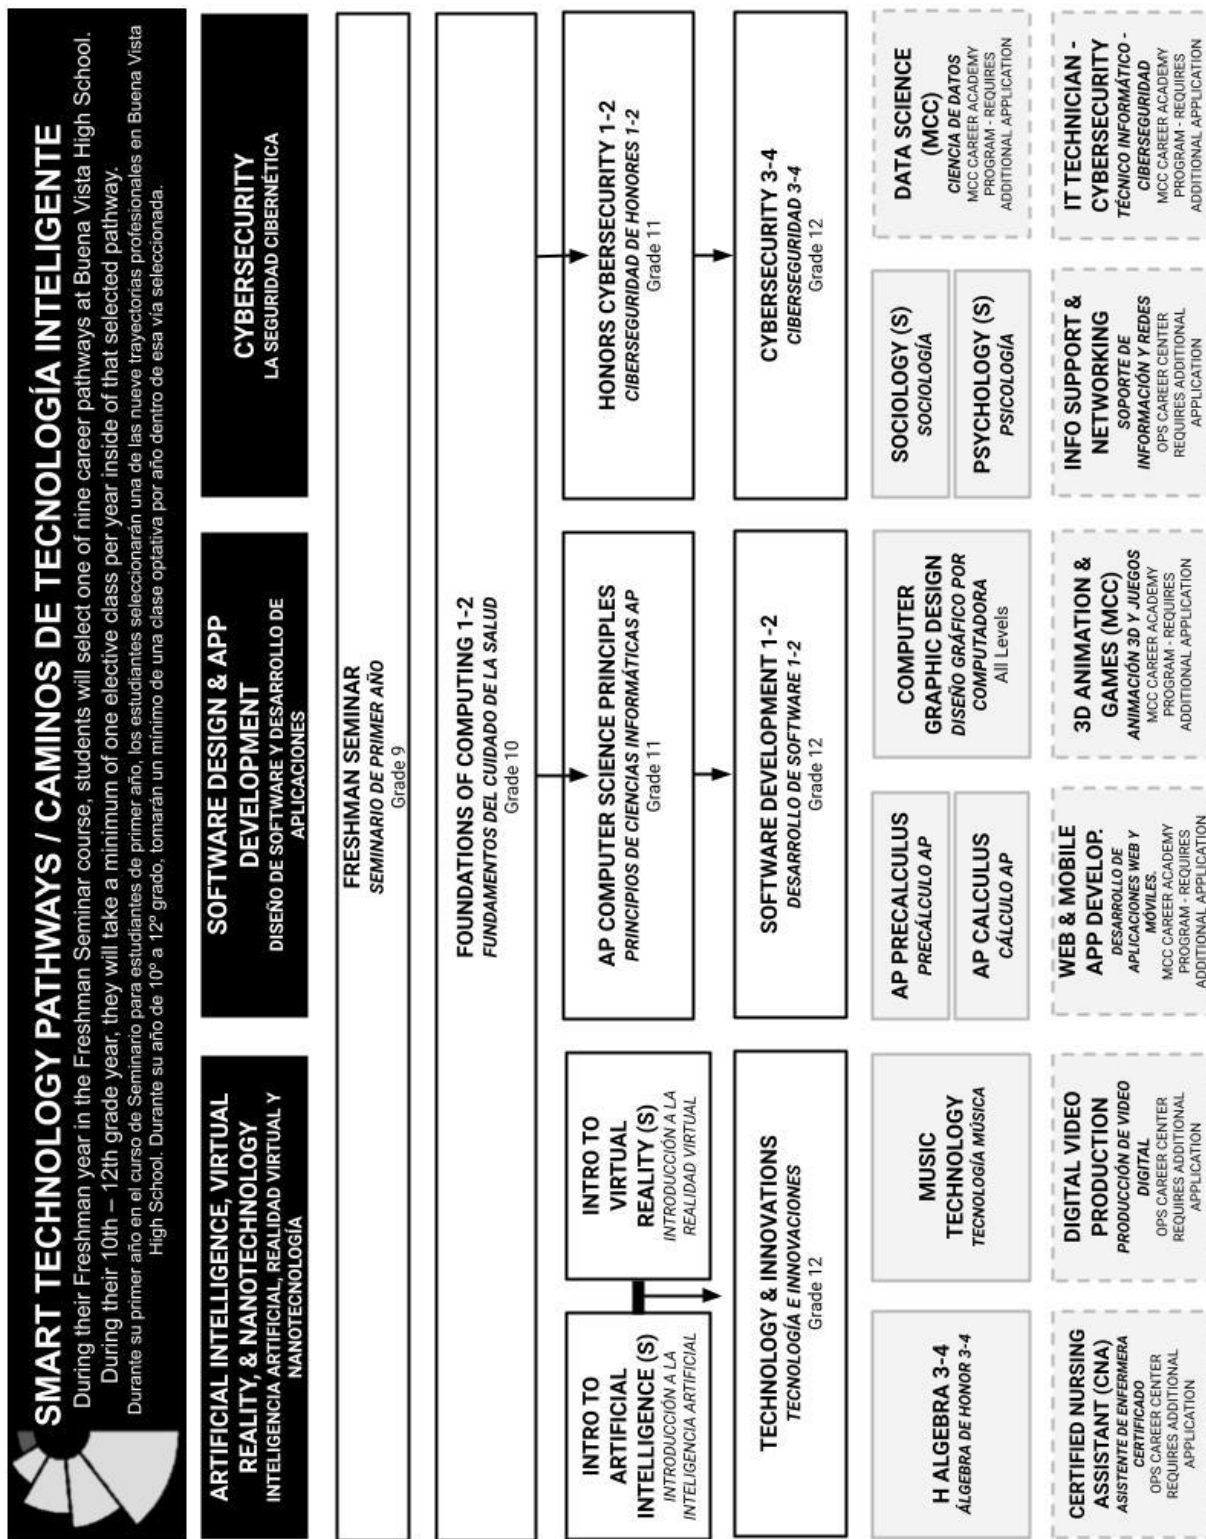 SMART TECHNOLOGY PATHWAYS / CAMINOS DE TECNOLOGÍA INTELIGENTE
During their Freshman year in the Freshman Seminar course, students will select one of nine career pathways at Buena Vista High School.
During their 10th – 12th grade year, they will take a minimum of one elective class per year inside of that selected pathway.
Durante su primer año en el curso de Seminario para estudiantes de primer año, los estudiantes seleccionarán una de las nueve trayectorias profesionales en Buena Vista
High School. Durante su año de 10º a 12º grado, tomarán un mínimo de una clase optativa por año dentro de esa vía seleccionada.
ARTIFICIAL INTELLIGENCE, VIRTUAL
REALITY, & NANOTECHNOLOGY
INTELIGENCIA ARTIFICIAL, REALIDAD VIRTUAL Y
NANOTECNOLOGÍA
SOFTWARE DESIGN & APP
DEVELOPMENT
DISEÑO DE SOFTWARE Y DESARROLLO DE
APLICACIONES
CYBERSECURITY
LA SEGURIDAD CIBERNÉTICA
FRESHMAN SEMINAR
SEMINARIO DE PRIMER AÑO
Grade 9
FOUNDATIONS OF COMPUTING 1-2
FUNDAMENTOS DEL CUIDADO DE LA SALUD
Grade 10
INTRO TO
ARTIFICIAL
INTELLIGENCE (S)
INTRODUCCIÓN A LA
INTELIGENCIA ARTIFICIAL
INTRO TO
VIRTUAL
REALITY (S)
INTRODUCCIÓN A LA
REALIDAD VIRTUAL
AP COMPUTER SCIENCE PRINCIPLES
PRINCIPIOS DE CIENCIAS INFORMÁTICAS AP
Grade 11
HONORS CYBERSECURITY 1-2
CIBERSEGURIDAD DE HONORES 1-2
Grade 11
TECHNOLOGY & INNOVATIONS
TECNOLOGÍA E INNOVACIONES
Grade 12
SOFTWARE DEVELOPMENT 1-2
DESARROLLO DE SOFTWARE 1-2
Grade 12
CYBERSECURITY 3-4
CIBERSEGURIDAD 3-4
Grade 12
H ALGEBRA 3-4
ÁLGEBRA DE HONOR 3-4
MUSIC
TECHNOLOGY
TECNOLOGÍA MÚSICA
AP PRECALCULUS
PRECÁLCULO AP
AP CALCULUS
CÁLCULO AP
COMPUTER
GRAPHIC DESIGN
DISEÑO GRÁFICO POR
COMPUTADORA
All Levels
SOCIOLOGY (S)
SOCIOLOGÍA
PSYCHOLOGY (S)
PSICOLOGÍA
DATA SCIENCE
(MCC)
CIENCIA DE DATOS
MCC CAREER ACADEMY
PROGRAM - REQUIRES
ADDITIONAL APPLICATION
CERTIFIED NURSING
ASSISTANT (CNA)
ASISTENTE DE ENFERMERA
CERTIFICADO
OPS CAREER CENTER
REQUIRES ADDITIONAL
APPLICATION
DIGITAL VIDEO
PRODUCTION
PRODUCCIÓN DE VIDEO
DIGITAL
OPS CAREER CENTER
REQUIRES ADDITIONAL
APPLICATION
WEB & MOBILE
APP DEVELOP.
DESARROLLO DE
APLICACIONES WEB Y
MÓVILES.
MCC CAREER ACADEMY
PROGRAM - REQUIRES
ADDITIONAL APPLICATION
3D ANIMATION &
GAMES (MCC)
ANIMACIÓN 3D Y JUEGOS
MCC CAREER ACADEMY
PROGRAM - REQUIRES
ADDITIONAL APPLICATION
INFO SUPPORT &
NETWORKING
SOPORTE DE
INFORMACIÓN Y REDES
OPS CAREER CENTER
REQUIRES ADDITIONAL
APPLICATION
IT TECHNICIAN -
CYBERSECURITY
TÉCNICO INFORMÁTICO -
CIBERSEGURIDAD
MCC CAREER ACADEMY
PROGRAM - REQUIRES
ADDITIONAL APPLICATION